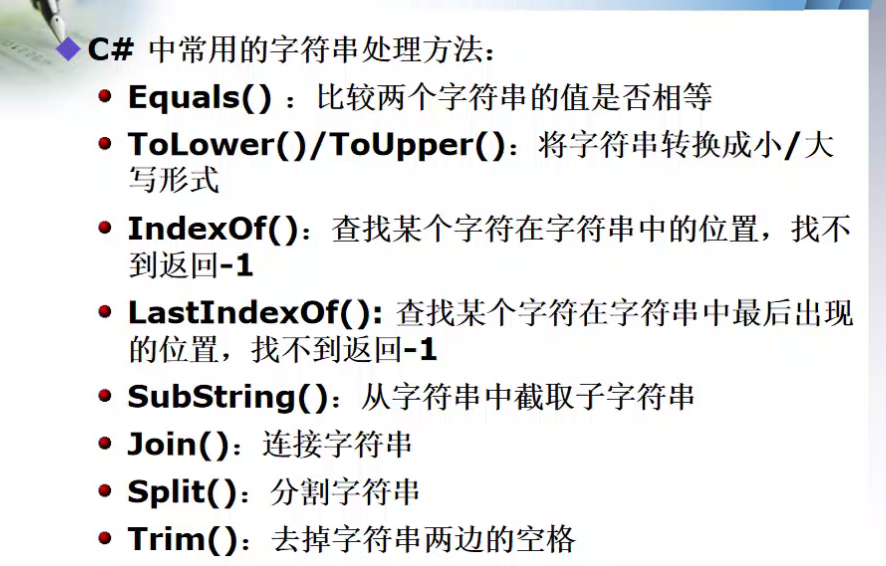 C# 中常用的字符串处理方法：
Equals() ：比较两个字符串的值是否相等
ToLower()/ToUpper()：将字符串转换成小/大
写形式
IndexOf()：查找某个字符在字符串中的位置，找不
到返回-1
LastIndexOf(): 查找某个字符在字符串中最后出现
的位置，找不到返回-1
SubString()：从字符串中截取子字符串
Join()：连接字符串
Split()：分割字符串
Trim()：去掉字符串两边的空格